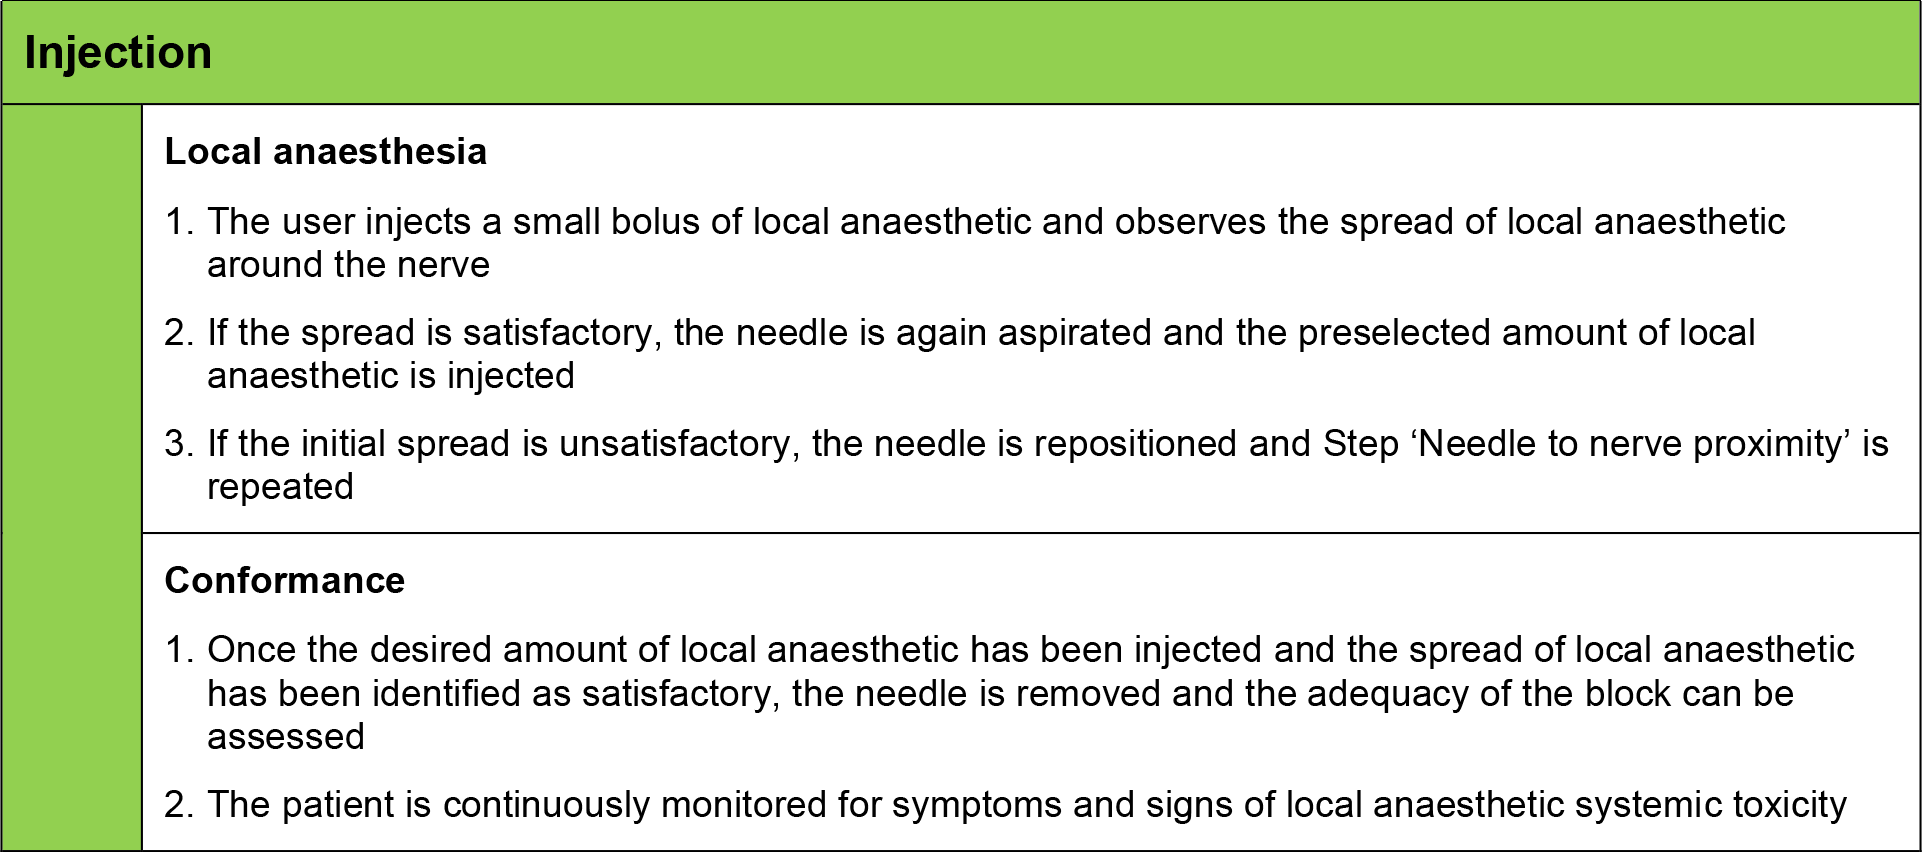 Injection
Local anaesthesia
1. The user injects a small bolus of local anaesthetic and observes the spread of local anaesthetic
around the nerve
2. If the spread is satisfactory, the needle is again aspirated and the preselected amount of local
anaesthetic is injected
3. If the initial spread is unsatisfactory, the needle is repositioned and Step ‘Needle to nerve proximity’ is
repeated
Conformance
1. Once the desired amount of local anaesthetic has been injected and the spread of local anaesthetic
has been identified as satisfactory, the needle is removed and the adequacy of the block can be
assessed
2. The patient is continuously monitored for symptoms and signs of local anaesthetic systemic toxicity